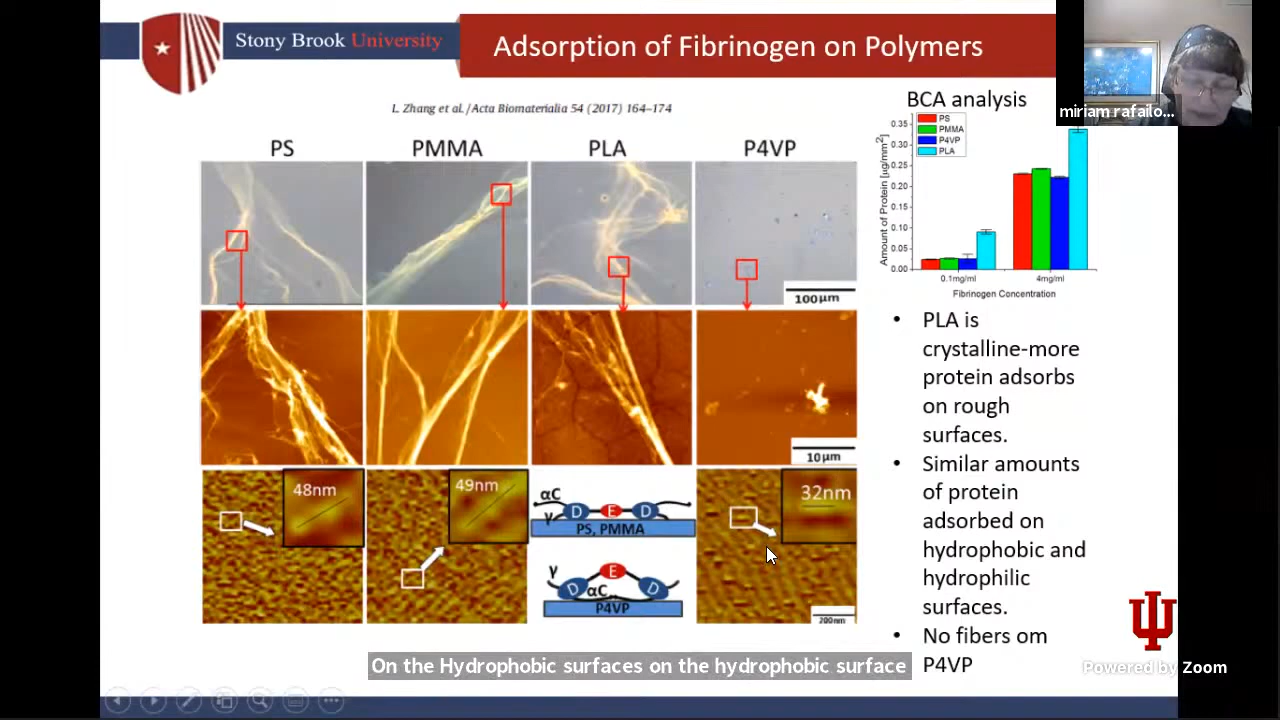 Stony Brook University
Adsorption of Fibrinogen on Polymers
miriam rafailo...
L. Zhang et al. / Acta Biomaterialia 54 (2017) 164–174
BCA analysis
PS
PMMA
PLA
P4VP
100µm
10µm
48nm
49nm
αC
γ
D
E
D
PS, PMMA
γ
E
D
αC
D
P4VP
32nm
200nm
PS
PMMA
P4VP
PLA
Amount of Protein [µg/mm²]
0.35
0.30
0.25
0.20
0.15
0.10
0.05
0.00
0.1mg/ml
4mg/ml
Fibrinogen Concentration
• PLA is
crystalline-more
protein adsorbs
on rough
surfaces.
• Similar amounts
of protein
adsorbed on
hydrophobic and
hydrophilic
surfaces.
• No fibers om
P4VP
On the Hydrophobic surfaces on the hydrophobic surface
Powered by Zoom